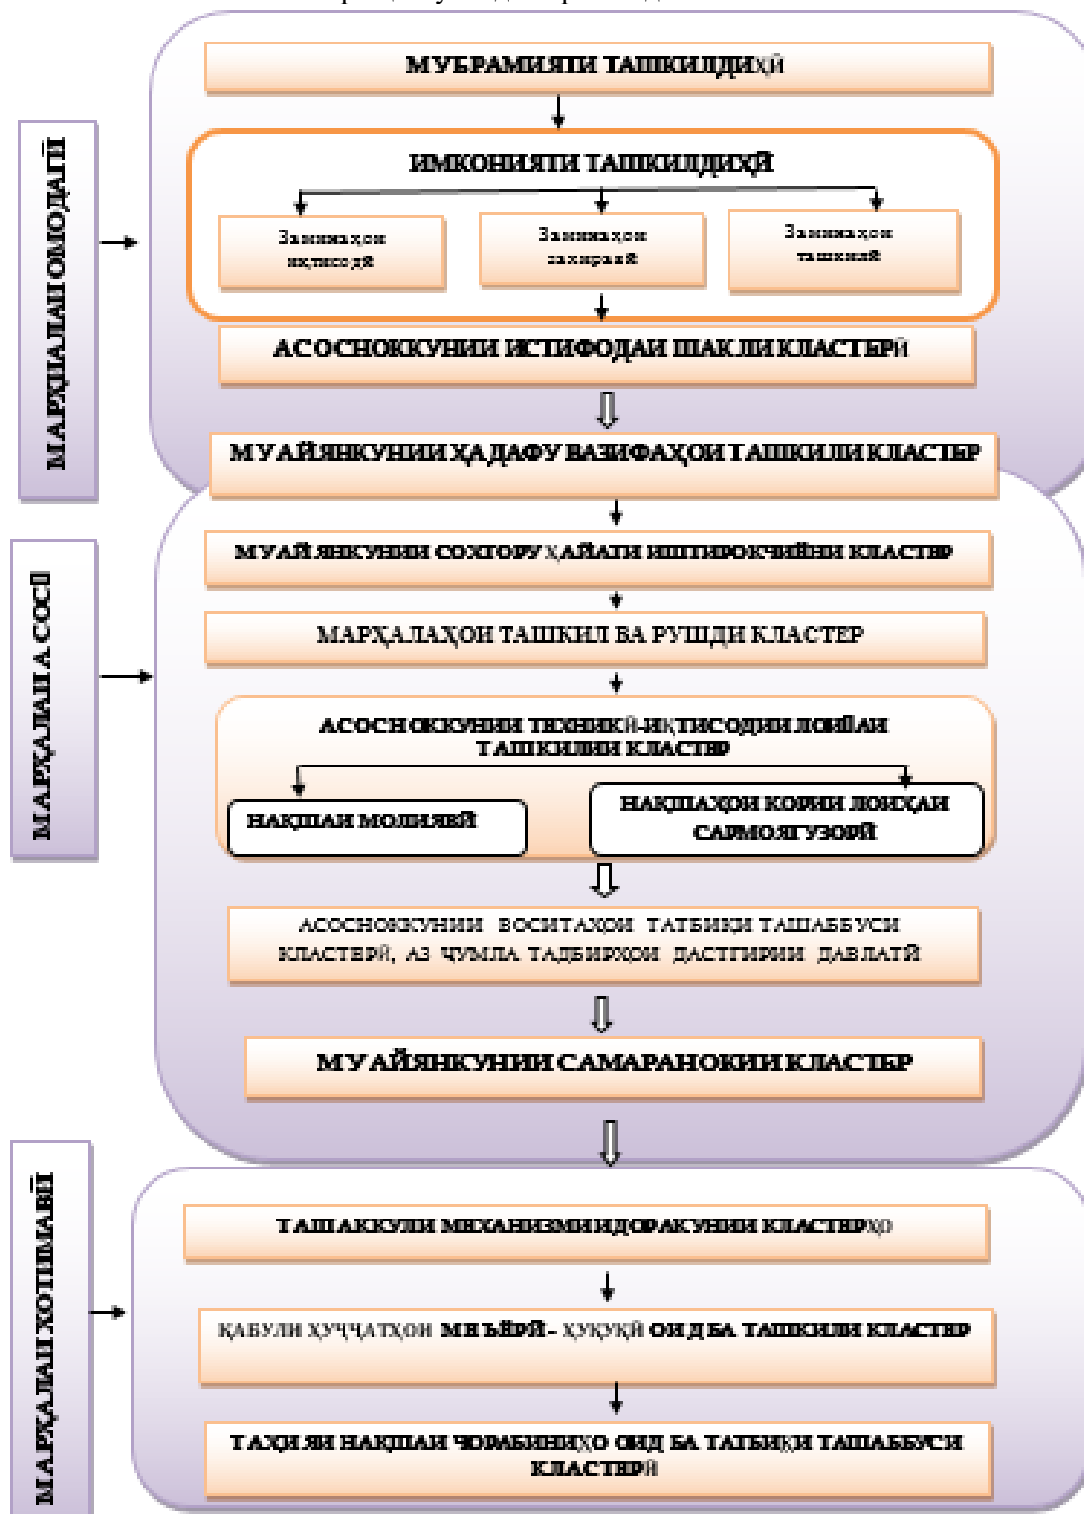 МУБРАМИЯТИ ТАШКИЛДИҲӢ
ИМКОНИЯТИ ТАШКИЛДИҲӢ
Заминаҳои
иқтисодӣ
Заминаҳои
захиравӣ
Заминаҳои
ташкилӣ
АСОСНОККУНИИ ИСТИФОДАИ ШАКЛИ КЛАСТЕРӢ
МАРҲИАЛАИ ОМОДАГӢ
МУАЙЯНКУНИИ ҲАДАФУ ВАЗИФАҲОИ ТАШКИЛИ КЛАСТЕР
МУАЙЯНКУНИИ СОХТОРУ ҲАЙАТИ ИШТИРОКЧИЁНИ КЛАСТЕР
МАРҲАЛАҲОИ ТАШКИЛ ВА РУШДИ КЛАСТЕР
АСОСНОККУНИИ ТЕХНИКӢ-ИҚТИСОДИИ
ТАШКИЛИИ КЛАСТЕР
НАҚШАИ МОЛИЯВӢ
НАҚШАҲОИ КОРИИ ЛОИҲАИ
САРМОЯГУЗОРӢ
МАРҲАЛАИ
АСОСНОККУНИИ ВОСИТАҲОИ ТАТБИҚИ ТАШАББУСИ
КЛАСТЕРӢ, АЗ ҶУМЛА ТАДБИРҲОИ ДАСТГИРИИ ДАВЛАТӢ
МУАЙЯНКУНИИ САМАРАНОКИИ КЛАСТЕР
МАРҲАЛАИ ХОТИМАВӢ
ТАШАККУЛИ МЕХАНИЗМИ ИДОРАКУНИИ КЛАСТЕРҲО
ҚАБУЛИ ҲУҶҶАТҲОИ МЕЪЁРӢ - ҲУҚУҚӢ ОИД БА ТАШКИЛИ КЛАСТЕР
ТАҲИЯИ НАҚШАИ ЧОРАБИНИҲО ОИД БА ТАТБИҚИ ТАШАББУСИ
КЛАСТЕРӢ